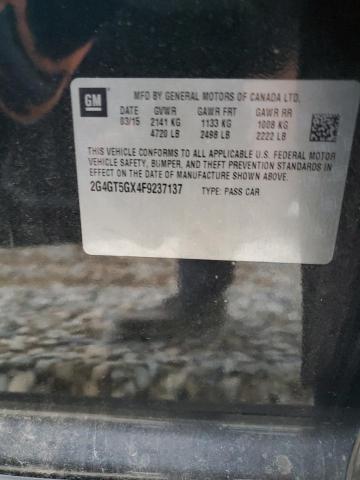 GM
MFD BY GENERAL MOTORS OF CANADA LTD.
DATE GVWR GAWR FRT GAWR RR
03/15 2141 KG 1133 KG 1008 KG
4720 LB 2498 LB 2222 LB
THIS VEHICLE CONFORMS TO ALL APPLICABLE U.S. FEDERAL MOTOR
VEHICLE SAFETY, BUMPER, AND THEFT PREVENTION STANDARDS IN
EFFECT ON THE DATE OF MANUFACTURE SHOWN ABOVE.
2G4GT5GX4F9237137 TYPE: PASS CAR